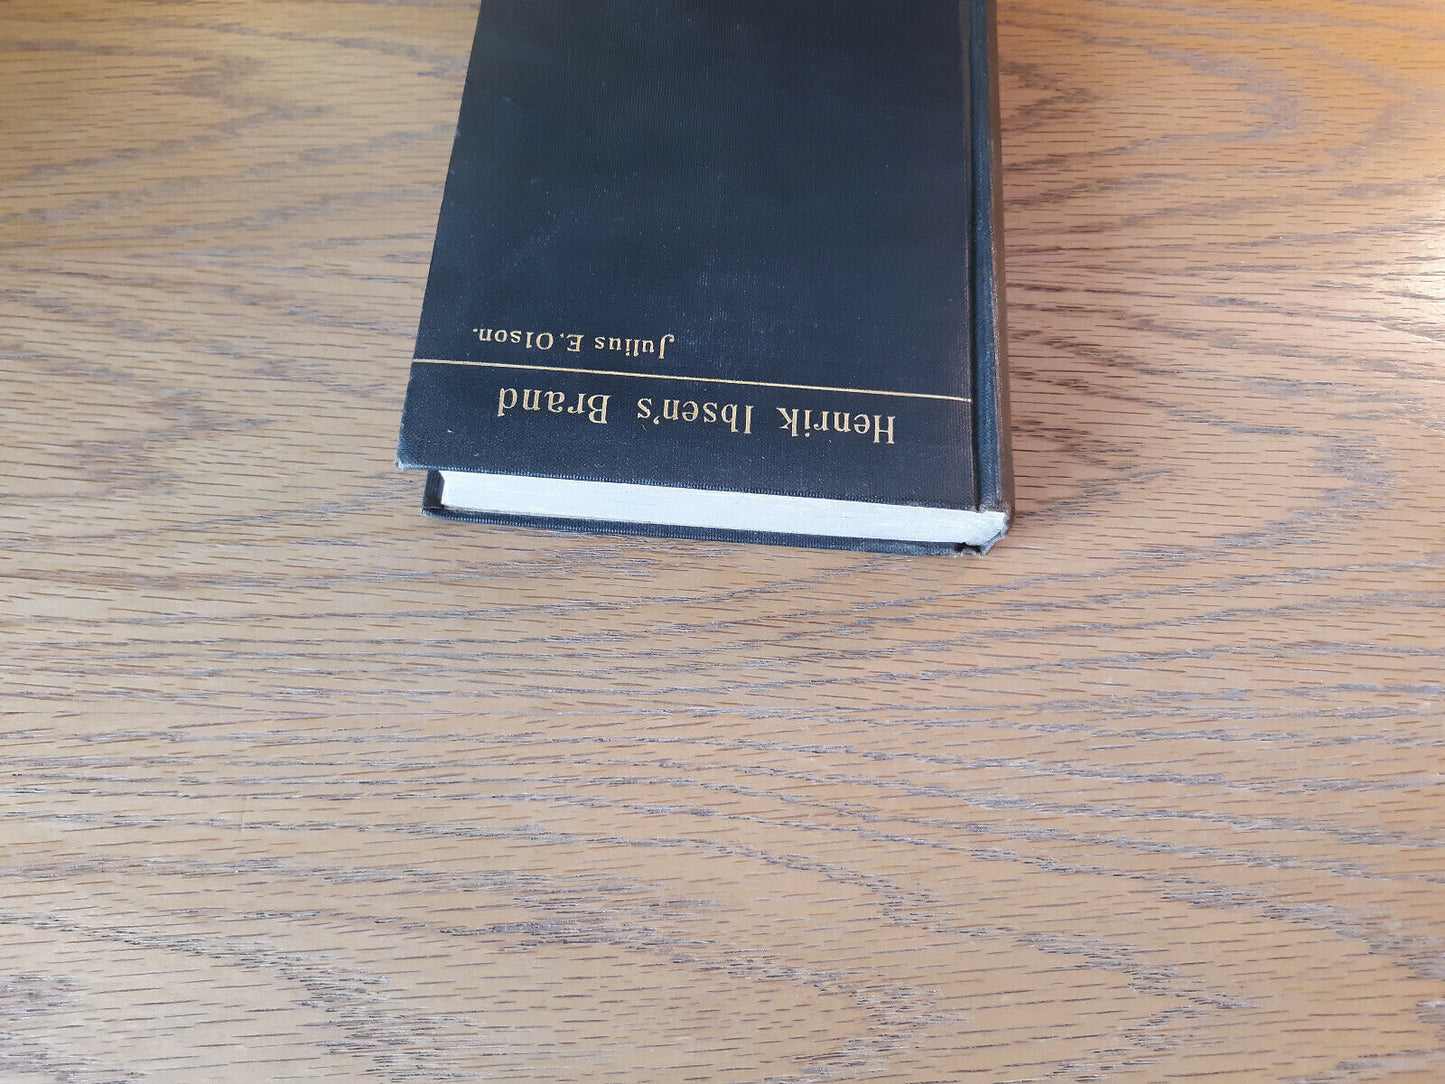 Henrik Ibsen's Brand
Julius E. Olson.